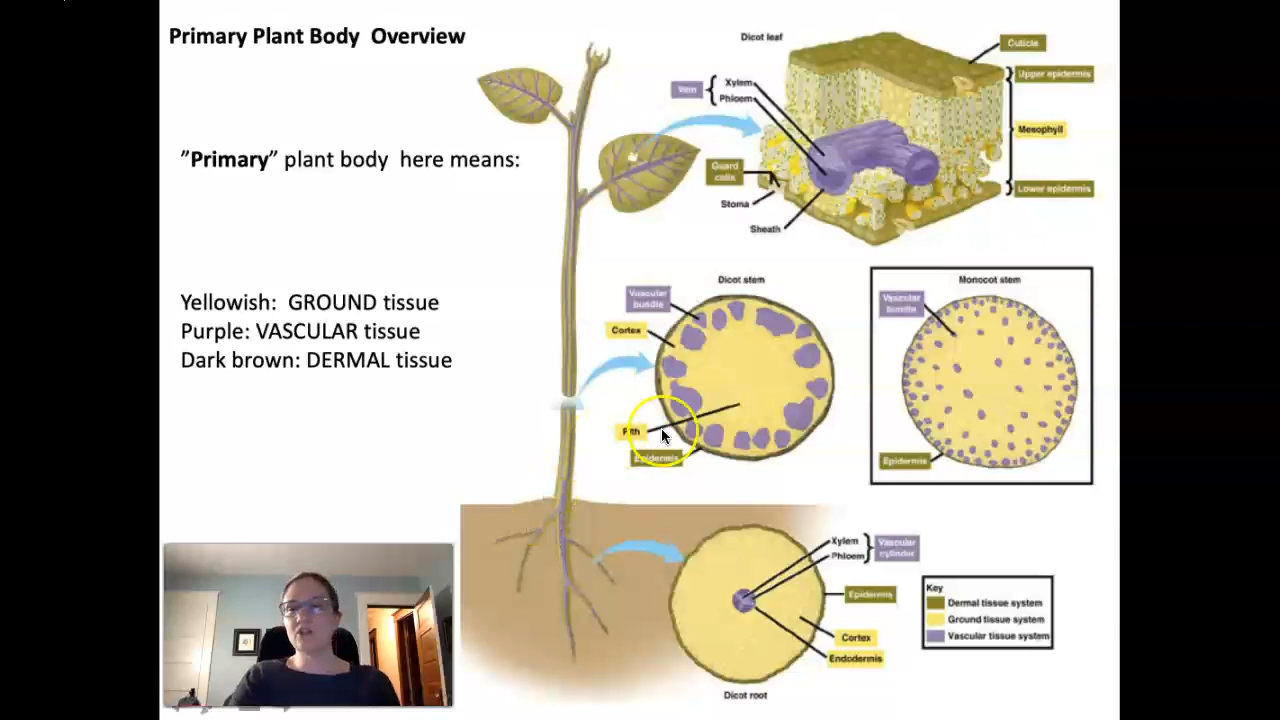 Primary Plant Body Overview
”Primary” plant body here means:
Yellowish: GROUND tissue
Purple: VASCULAR tissue
Dark brown: DERMAL tissue
Dicot leaf
Cuticle
Upper epidermis
Vein
Xylem
Phloem
Mesophyll
Guard
cells
Lower epidermis
Stoma
Sheath
Dicot stem
Vascular
bundle
Cortex
Pith
Epidermis
Monocot stem
Vascular
bundle
Epidermis
Xylem
Phloem
Vascular
cylinder
Epidermis
Cortex
Endodermis
Dicot root
Key
Dermal tissue system
Ground tissue system
Vascular tissue system